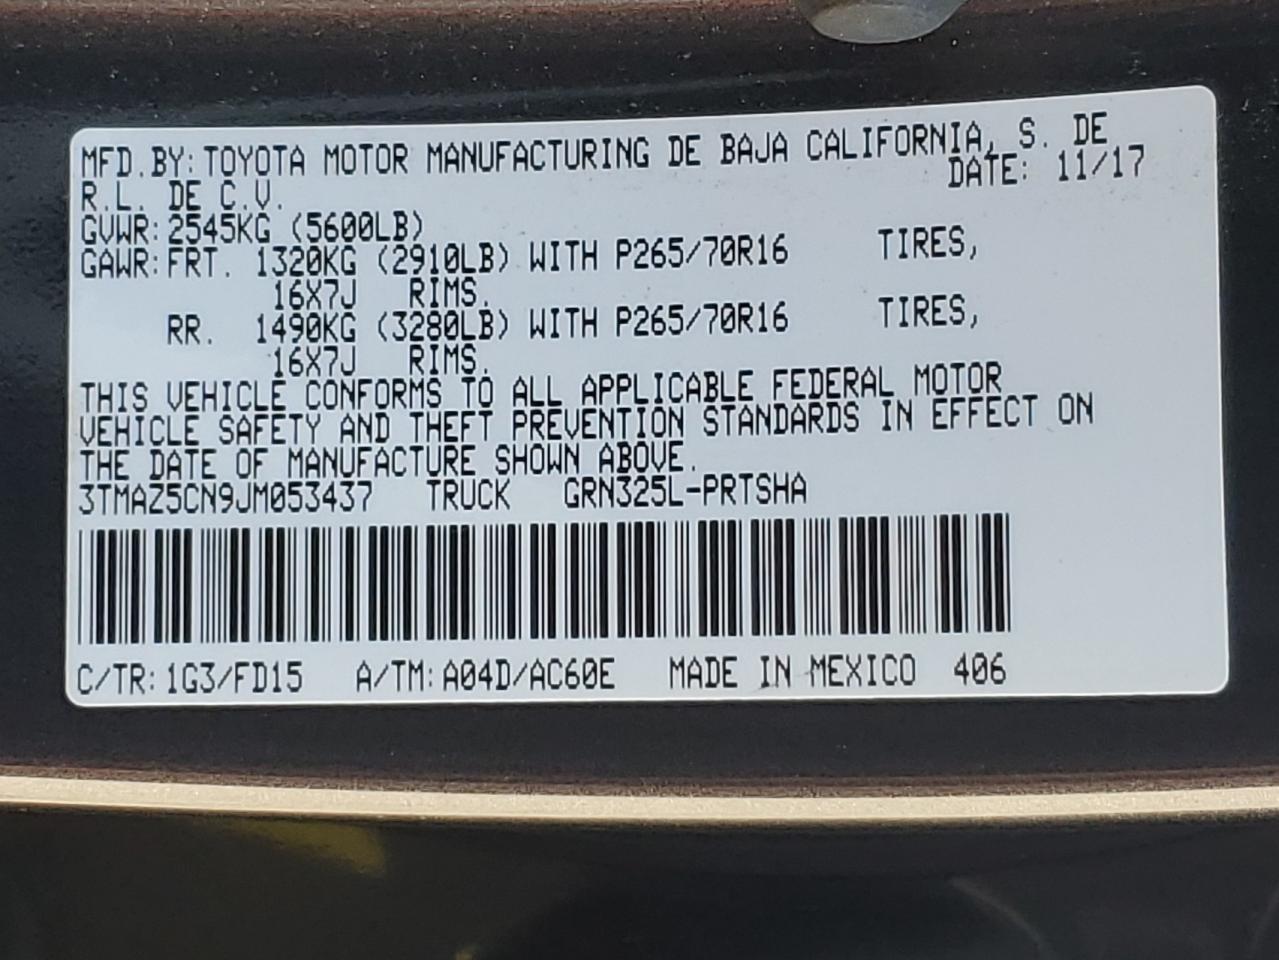 MFD.BY:TOYOTA MOTOR MANUFACTURING DE BAJA CALIFORNIA, S. DE
R.L. DE C.V. DATE: 11/17
GVWR:2545KG (5600LB)
GAWR:FRT. 1320KG (2910LB) WITH P265/70R16 TIRES,
16X7J RIMS.
RR. 1490KG (3280LB) WITH P265/70R16 TIRES,
16X7J RIMS.
THIS VEHICLE CONFORMS TO ALL APPLICABLE FEDERAL MOTOR
VEHICLE SAFETY AND THEFT PREVENTION STANDARDS IN EFFECT ON
THE DATE OF MANUFACTURE SHOWN ABOVE.
3TMAZ5CN9JM053437 TRUCK GRN325L-PRTSHA
C/TR:1G3/FD15 A/TM:A04D/AC60E MADE IN MEXICO 406